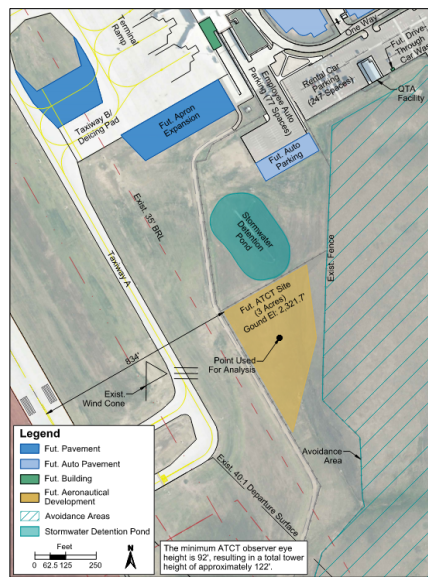 Terminal
Ramp
One Way
Fut. Drive-
Through
Car Wash
Rental Car
Parking
(247 Spaces)
QTA
Facility
Employee Auto
Parking
(77 Spaces)
Taxiway B/
Deicing Pad
Fut. Apron
Expansion
Fut. Auto
Parking
Exist. 35' BRL
Stormwater
Detention
Pond
Exist. Fence
Taxiway A
Fut. ATCT Site
(3 Acres)
Gound El: 2,321.7'
834'
Point Used
For Analysis
Exist.
Wind Cone
Avoidance
Area
Exist. 40:1 Departure Surface
Legend
Fut. Pavement
Fut. Auto Pavement
Fut. Building
Fut. Aeronautical
Development
Avoidance Areas
Stormwater Detention Pond
Feet
0 62.5 125
N
The minimum ATCT observer eye
height is 92', resulting in a total tower
height of approximately 122'.